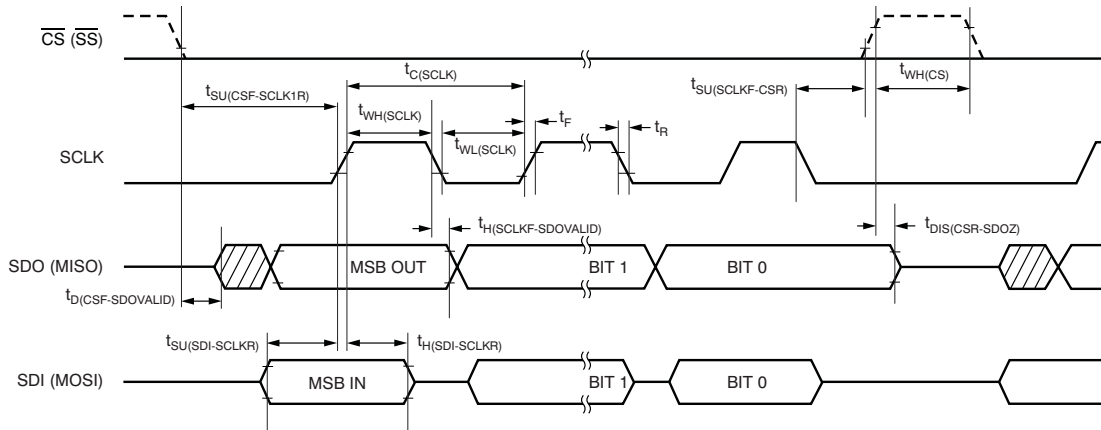 CS (SS)
tC(SCLK)
tWH(CS)
tSU(SCLKF-CSR)
tSU(CSF-SCLK1R)
tWH(SCLK)
tF
tR
tWL(SCLK)
SCLK
tH(SCLKF-SDOVALID)
tDIS(CSR-SDOZ)
SDO (MISO)
MSB OUT
BIT 1
BIT 0
tD(CSF-SDOVALID)
tSU(SDI-SCLKR)
tH(SDI-SCLKR)
SDI (MOSI)
MSB IN
BIT 1
BIT 0